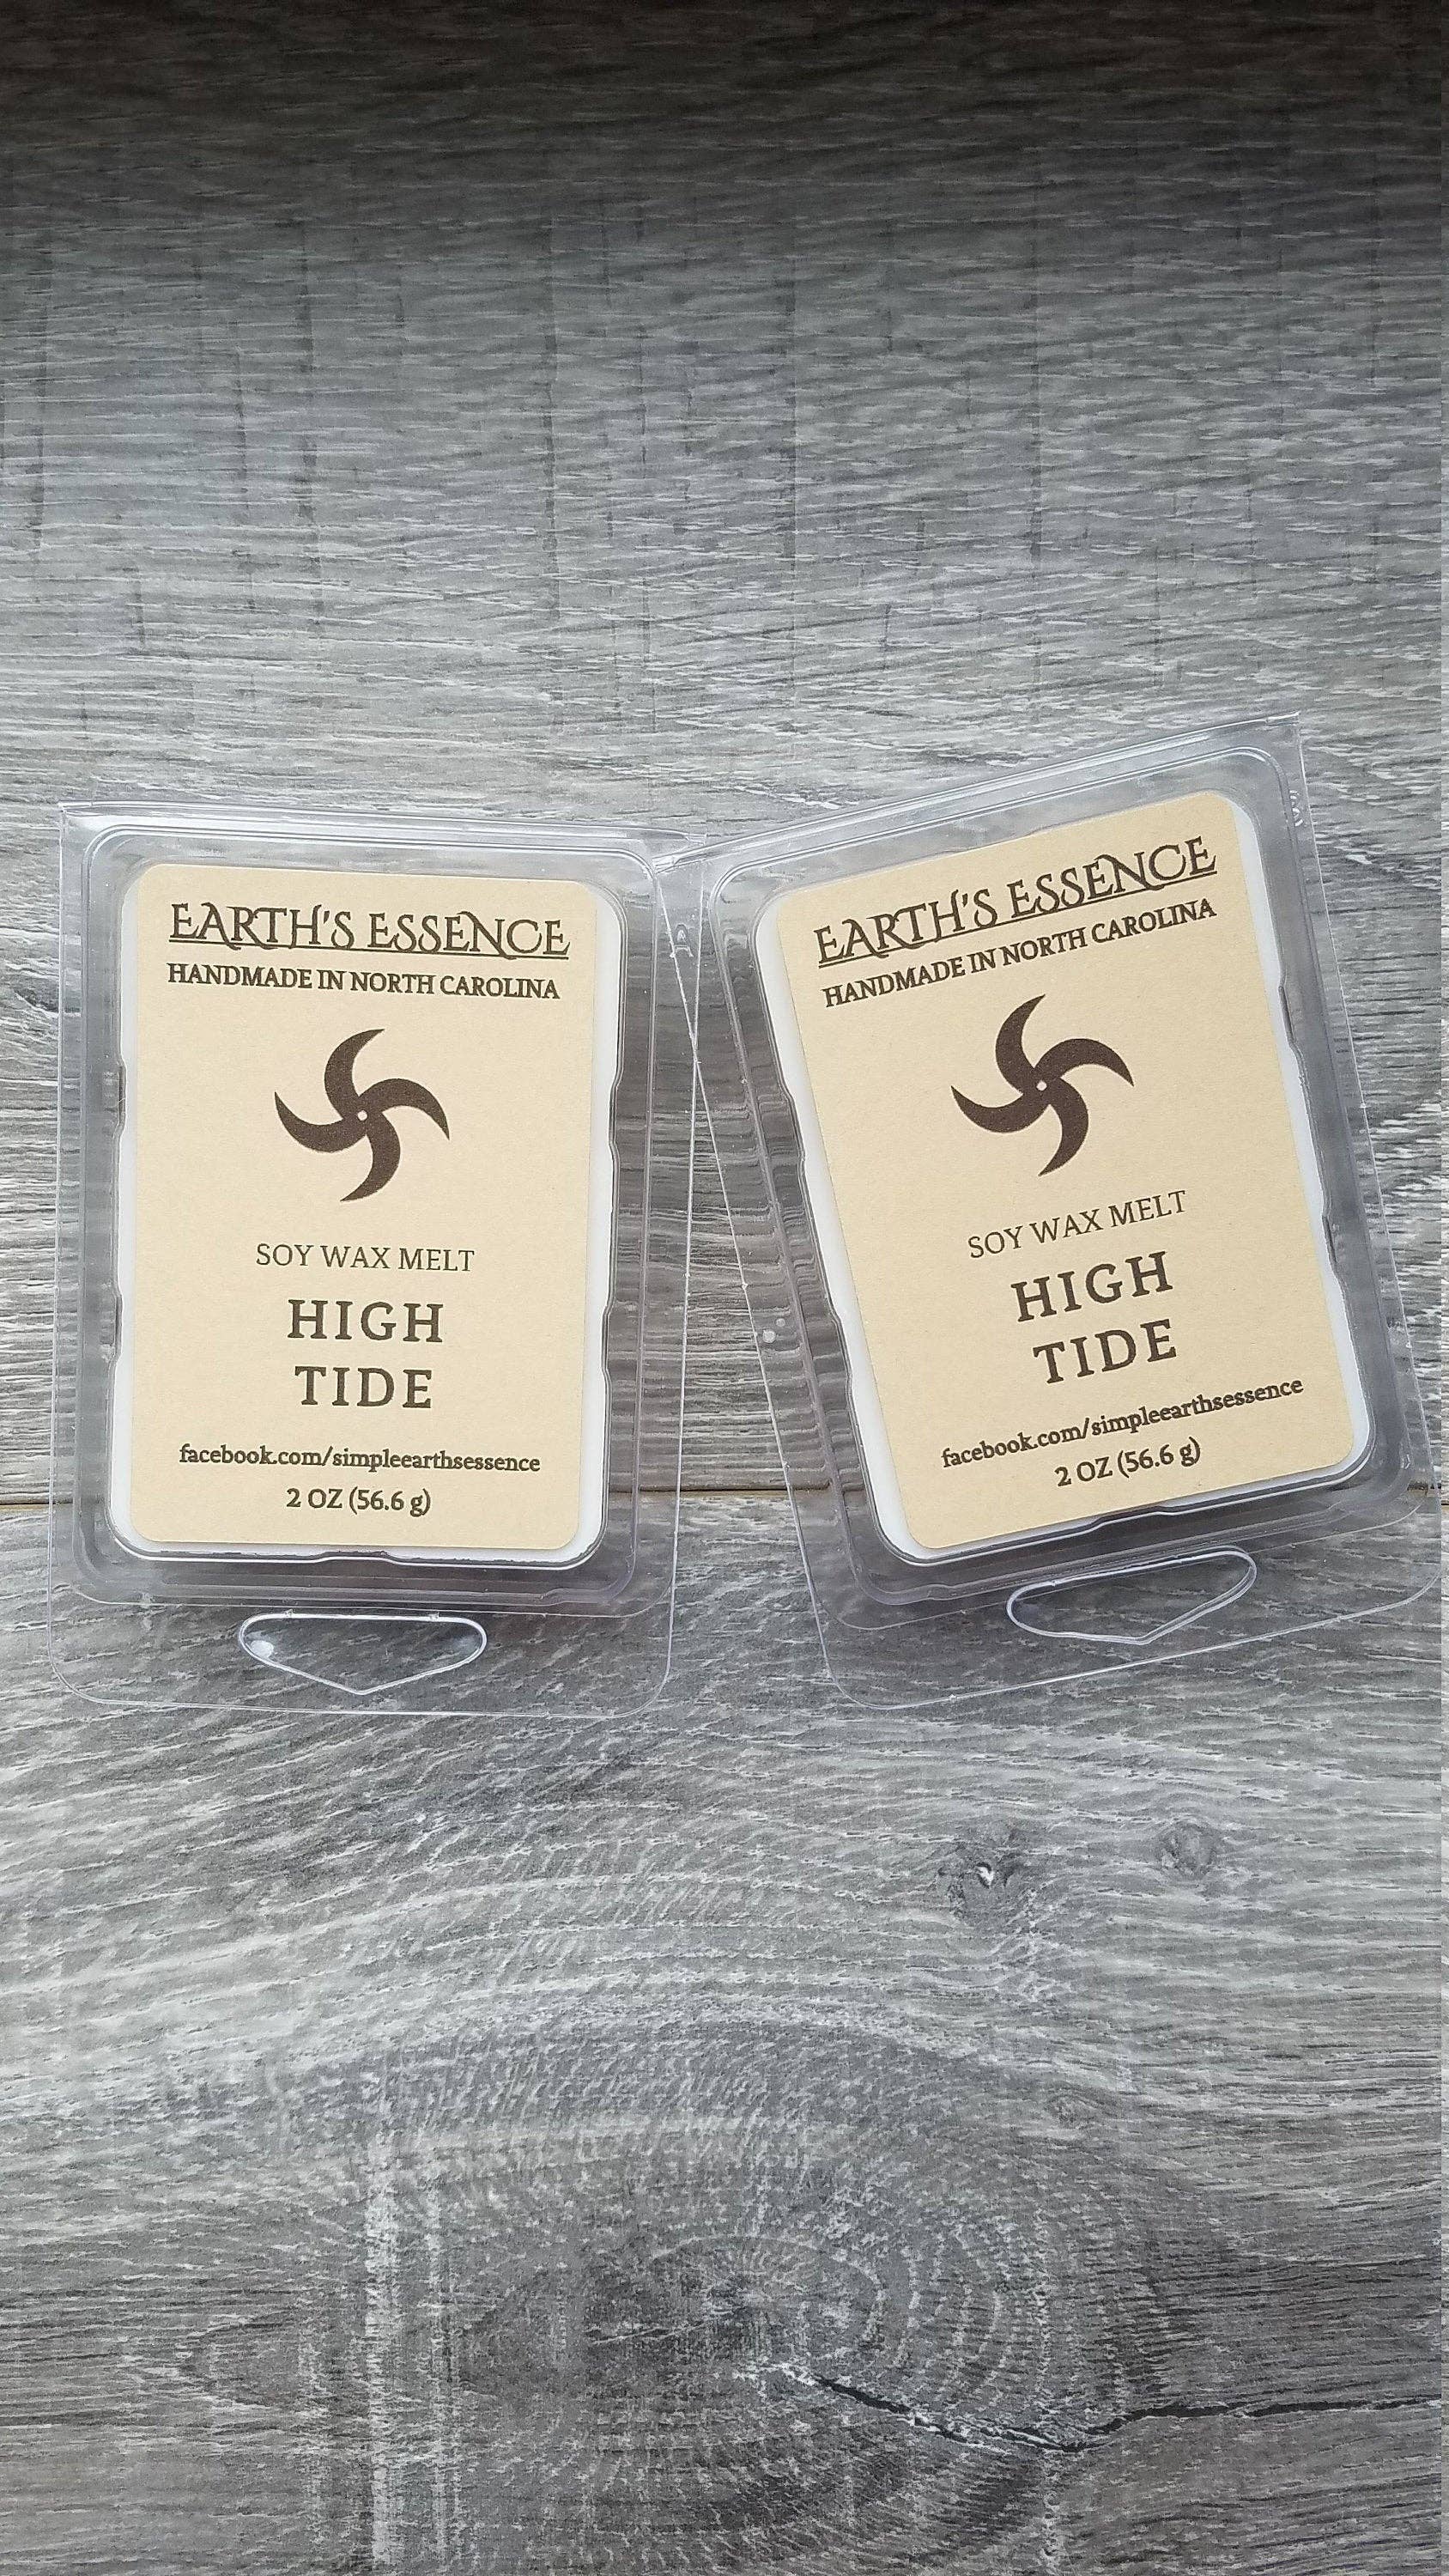 EARTH'S ESSENCE
HANDMADE IN NORTH CAROLINA
SOY WAX MELT
HIGH
TIDE
facebook.com/simpleearthsessence
2 OZ (56.6 g)
EARTH'S ESSENCE
HANDMADE IN NORTH CAROLINA
SOY WAX MELT
HIGH
TIDE
facebook.com/simpleearthsessence
2 OZ (56.6 g)